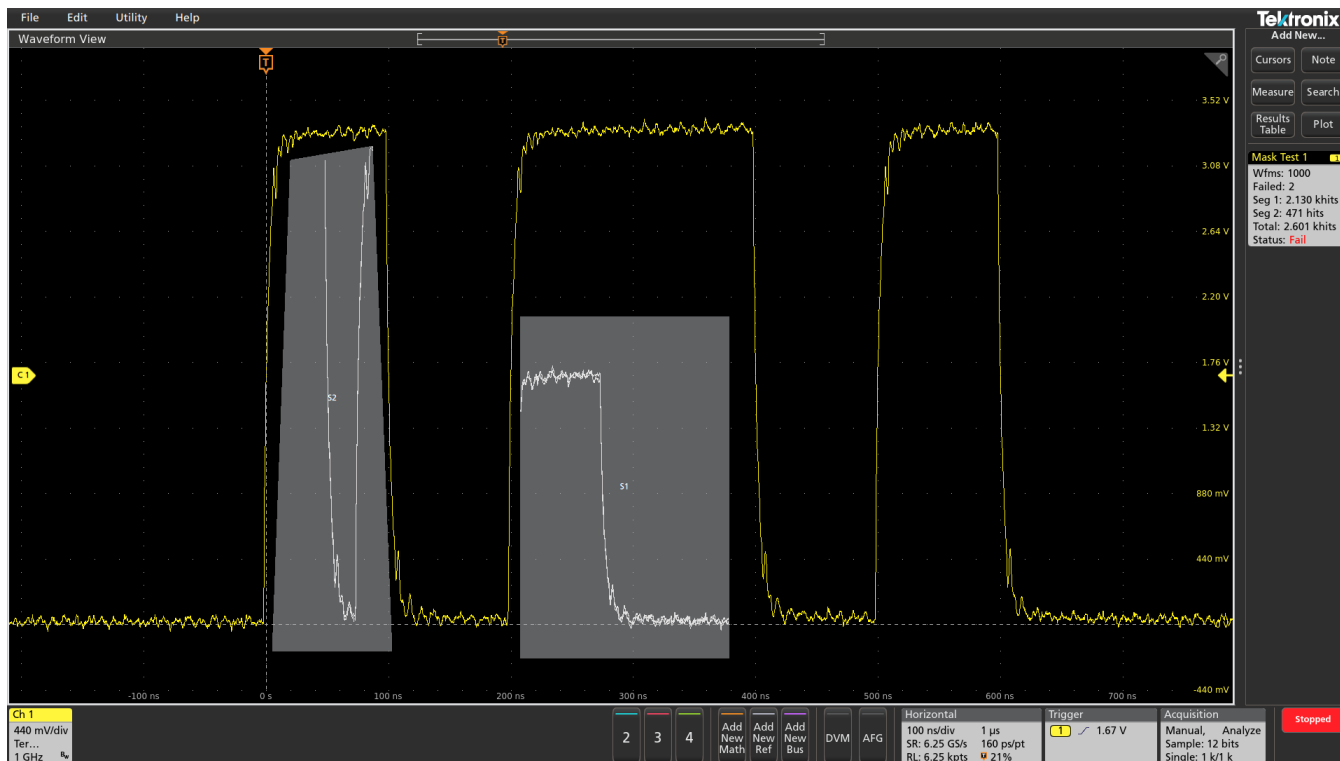 File Edit Utility Help
Tektronix
Waveform View
Add New...
T
T
Cursors Note
Measure Search
Results Table Plot
Mask Test 1 1
Wfms: 1000
Failed: 2
Seg 1: 2.130 khits
Seg 2: 471 hits
Total: 2.601 khits
Status: Fail
3.52 V
3.08 V
2.64 V
2.20 V
1.76 V
1.32 V
880 mV
440 mV
-440 mV
C1
S2
S1
-100 ns 0 s 100 ns 200 ns 300 ns 400 ns 500 ns 600 ns 700 ns
Ch 1
440 mV/div
Ter...
1 GHz Bw
2 3 4
Add New Math
Add New Ref
Add New Bus
DVM AFG
Horizontal
100 ns/div 1 µs
SR: 6.25 GS/s 160 ps/pt
RL: 6.25 kpts 21%
Trigger
1 1.67 V
Acquisition
Manual, Analyze
Sample: 12 bits
Single: 1 k/1 k
Stopped